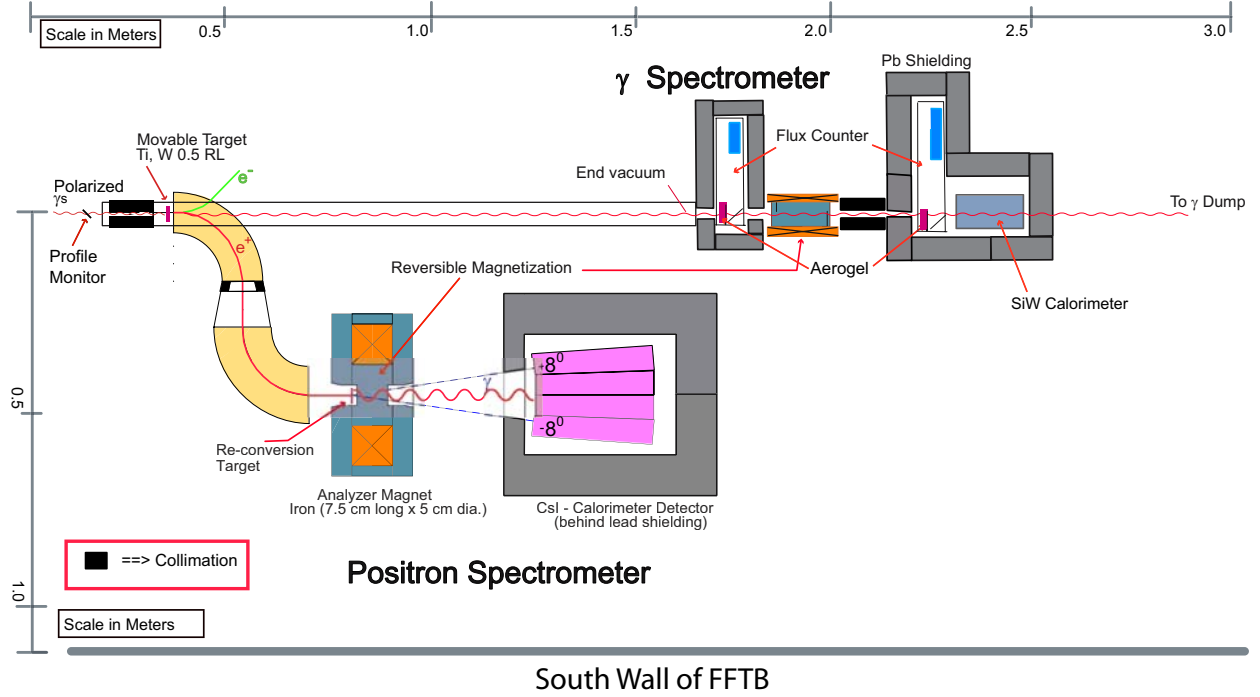 Scale in Meters
0.5
1.0
1.5
2.0
2.5
3.0
γ Spectrometer
Pb Shielding
Movable Target
Ti, W 0.5 RL
Flux Counter
End vacuum
Polarized
γs
e-
e+
To γ Dump
Profile
Monitor
Reversible Magnetization
Aerogel
SiW Calorimeter
+8⁰
γ
-8⁰
0.5
Re-conversion
Target
Analyzer Magnet
Iron (7.5 cm long x 5 cm dia.)
CsI - Calorimeter Detector
(behind lead shielding)
==> Collimation
Positron Spectrometer
1.0
Scale in Meters
South Wall of FFTB